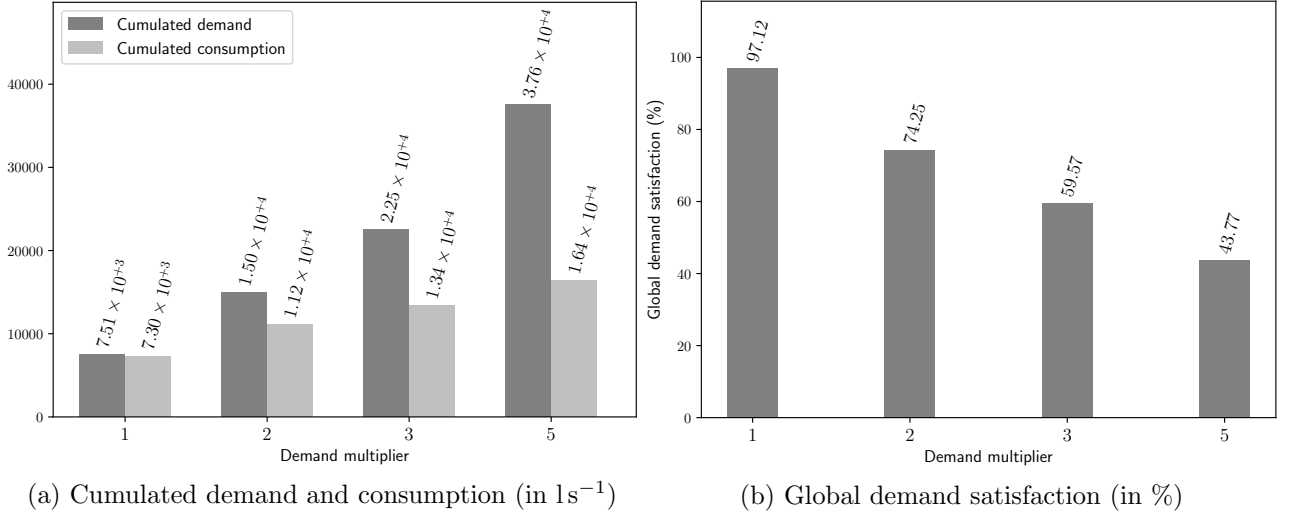 Cumulated demand
Cumulated consumption
40000
30000
20000
10000
0
7.51 × 10⁺³
7.30 × 10⁺³
1.50 × 10⁺⁴
1.12 × 10⁺⁴
2.25 × 10⁺⁴
1.34 × 10⁺⁴
3.76 × 10⁺⁴
1.64 × 10⁺⁴
1 2 3 5
Demand multiplier
(a) Cumulated demand and consumption (in l s⁻¹)
Global demand satisfaction (%)
100
80
60
40
20
0
97.12
74.25
59.57
43.77
1 2 3 5
Demand multiplier
(b) Global demand satisfaction (in %)